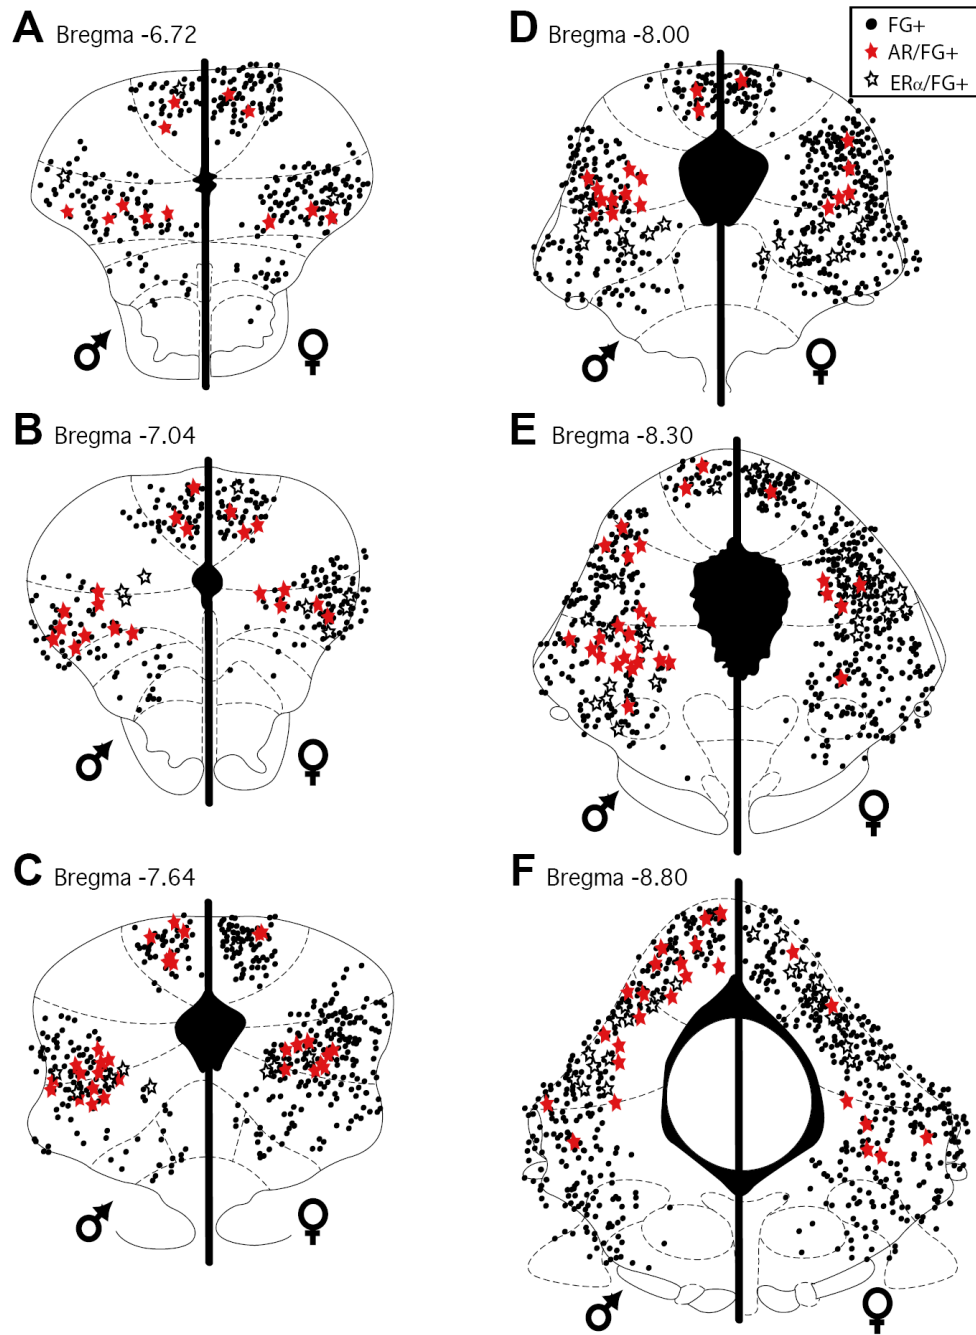 A Bregma -6.72
D Bregma -8.00
FG+
AR/FG+
ERα/FG+
♂ ♀
♂ ♀
B Bregma -7.04
E Bregma -8.30
♂ ♀
♂ ♀
C Bregma -7.64
F Bregma -8.80
♂ ♀
♂ ♀